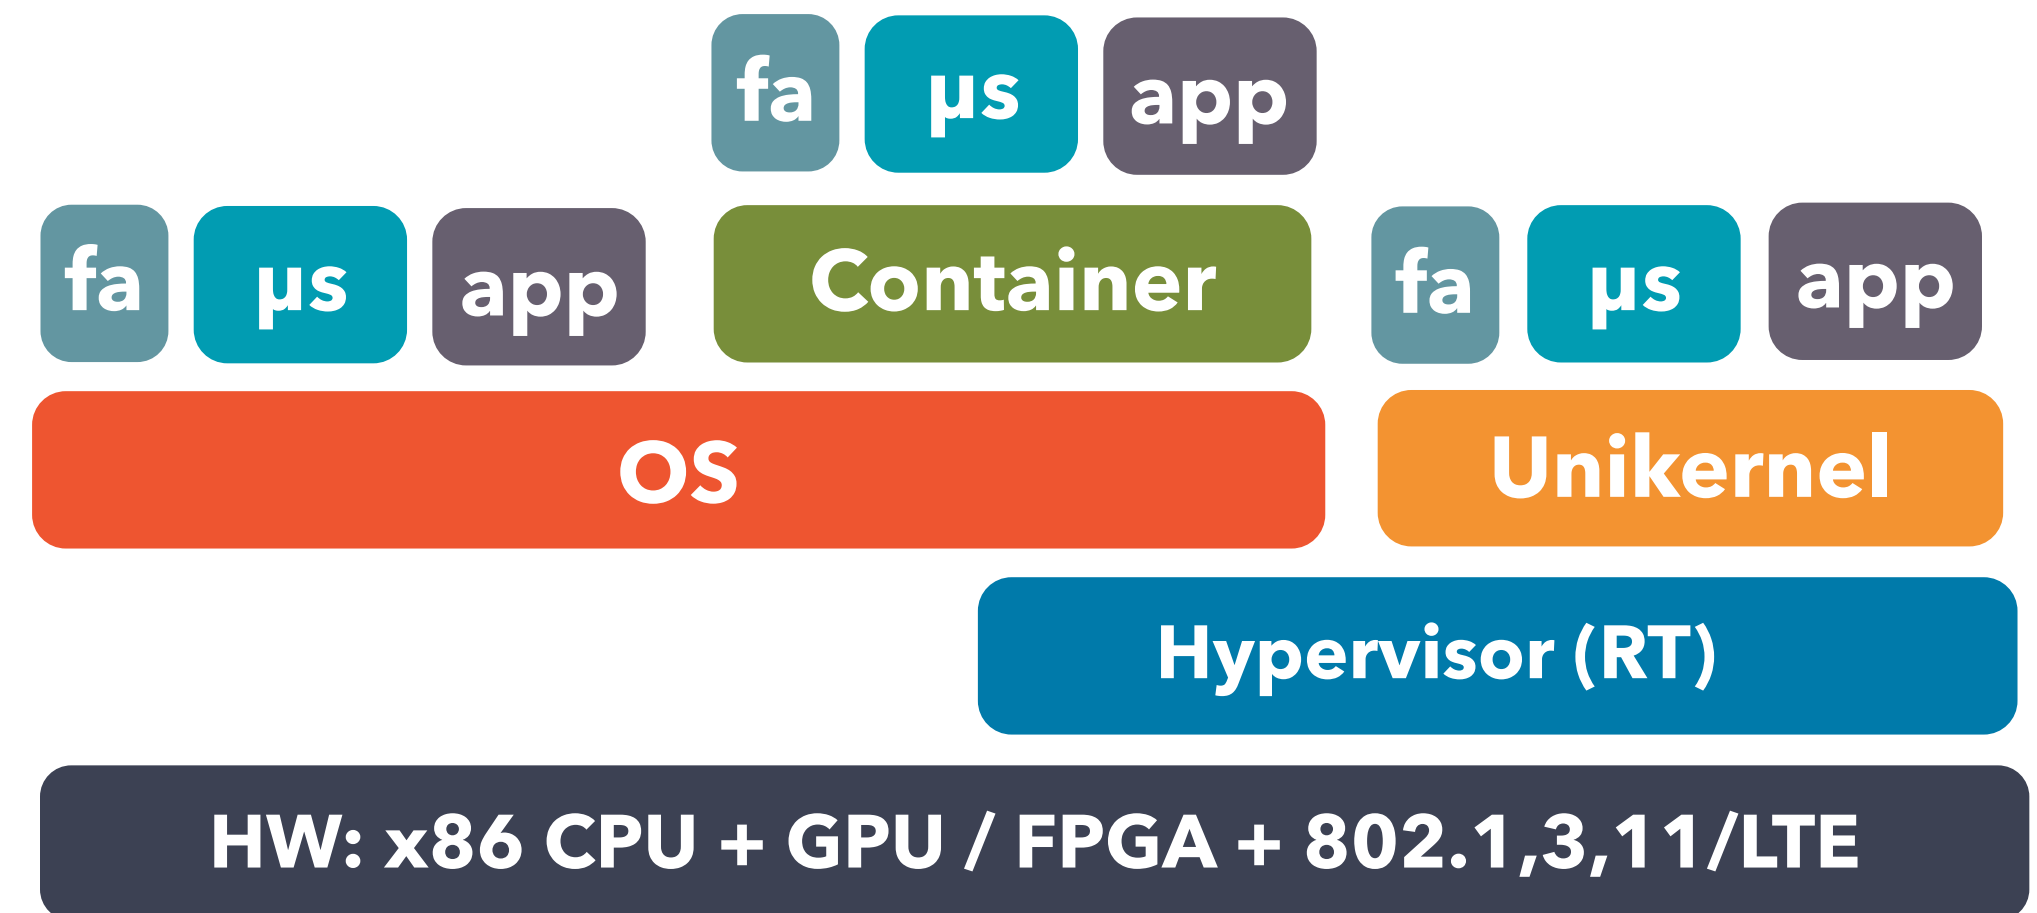 fa µs app
fa µs app Container fa µs app
OS Unikernel
Hypervisor (RT)
HW: x86 CPU + GPU / FPGA + 802.1,3,11/LTE